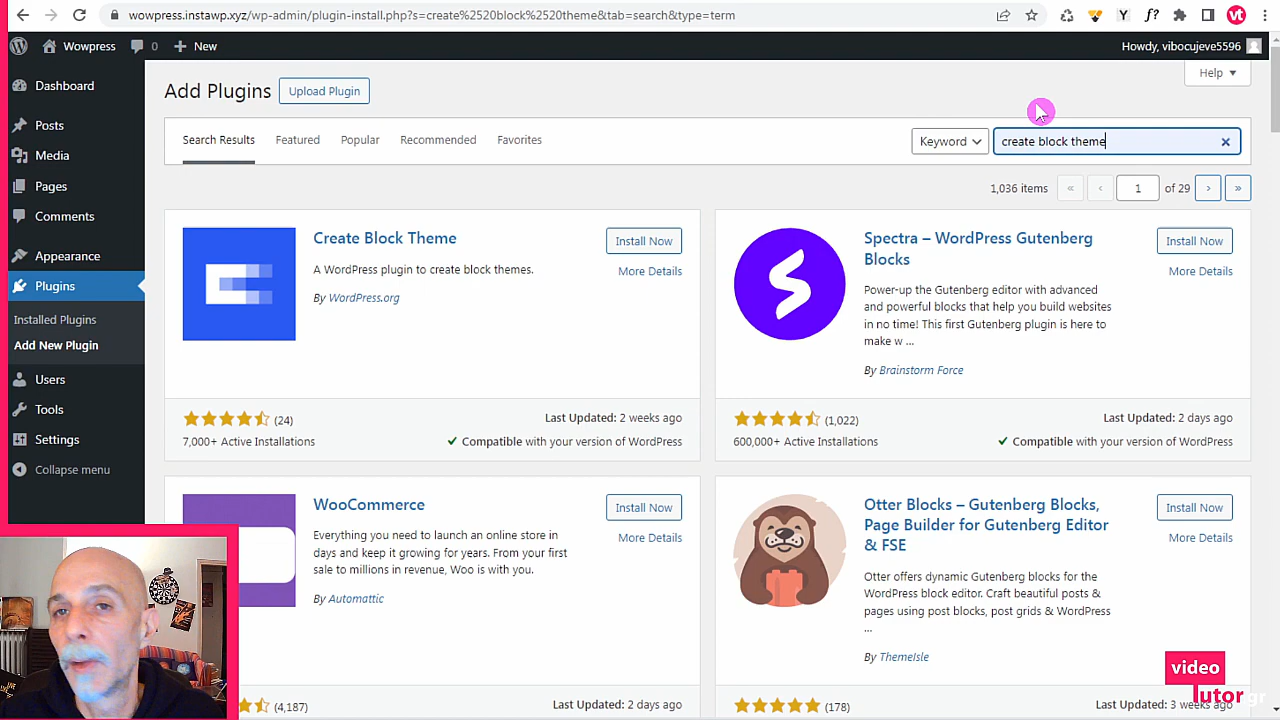 wowpress.instawp.xyz/wp-admin/plugin-install.php?s=create%2520block%2520theme&tab=search&type=term
Wowpress
0
New
Howdy, vibocujeve5596
Dashboard
Posts
Media
Pages
Comments
Appearance
Plugins
Installed Plugins
Add New Plugin
Users
Tools
Settings
Collapse menu
Add Plugins
Upload Plugin
Help
Search Results
Featured
Popular
Recommended
Favorites
Keyword
create block theme
1,036 items
«
‹
1
of 29
›
»
Create Block Theme
Install Now
More Details
A WordPress plugin to create block themes.
By WordPress.org
(24)
7,000+ Active Installations
Last Updated: 2 weeks ago
Compatible with your version of WordPress
Spectra – WordPress Gutenberg
Blocks
Install Now
More Details
Power-up the Gutenberg editor with advanced
and powerful blocks that help you build websites
in no time! This first Gutenberg plugin is here to
make w ...
By Brainstorm Force
(1,022)
600,000+ Active Installations
Last Updated: 2 days ago
Compatible with your version of WordPress
WooCommerce
Install Now
More Details
Everything you need to launch an online store in
days and keep it growing for years. From your first
sale to millions in revenue, Woo is with you.
By Automattic
(4,187)
Last Updated: 2 days ago
Otter Blocks – Gutenberg Blocks,
Page Builder for Gutenberg Editor
& FSE
Install Now
More Details
Otter offers dynamic Gutenberg blocks for the
WordPress block editor. Craft beautiful posts &
pages using post blocks, post grids & WordPress
...
By ThemeIsle
(178)
Last Updated: 3 weeks ago
video
tutor.gr
vt
Y
f?